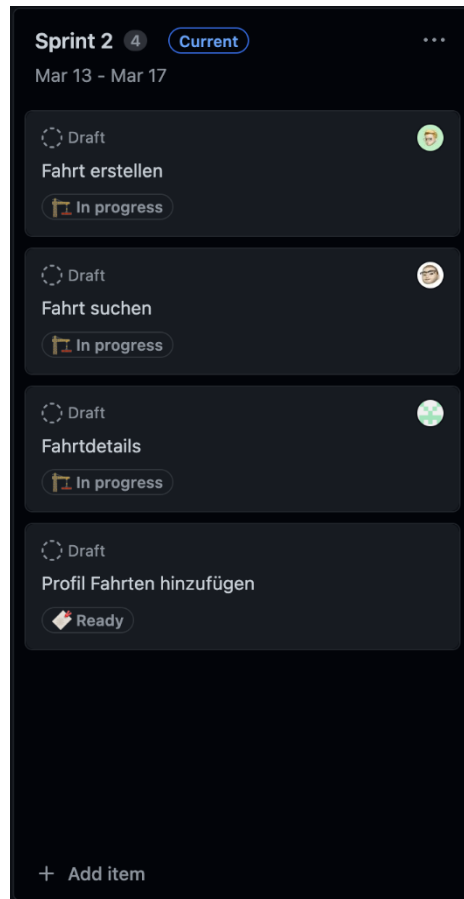 Sprint 2 4 Current
Mar 13 - Mar 17
Draft
Fahrt erstellen
In progress
Draft
Fahrt suchen
In progress
Draft
Fahrtdetails
In progress
Draft
Profil Fahrten hinzufügen
Ready
+ Add item